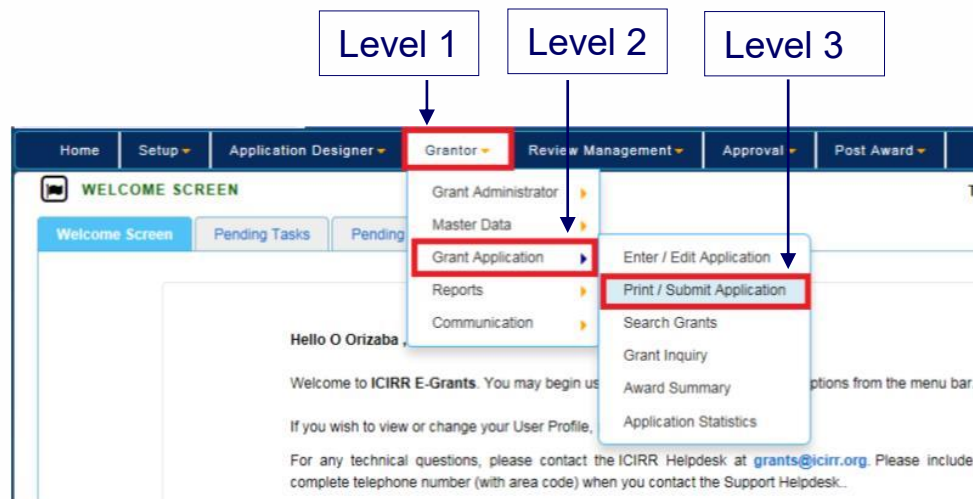 Level 1 Level 2 Level 3
Home Setup Application Designer Grantor Review Management Approval Post Award
WELCOME SCREEN
Welcome Screen Pending Tasks Pending
Grant Administrator
Master Data
Grant Application
Reports
Communication
Enter / Edit Application
Print / Submit Application
Search Grants
Grant Inquiry
Award Summary
Application Statistics
Hello O Orizaba ,
Welcome to ICIRR E-Grants. You may begin us ptions from the menu bar
If you wish to view or change your User Profile,
For any technical questions, please contact the ICIRR Helpdesk at grants@icirr.org. Please include
complete telephone number (with area code) when you contact the Support Helpdesk..